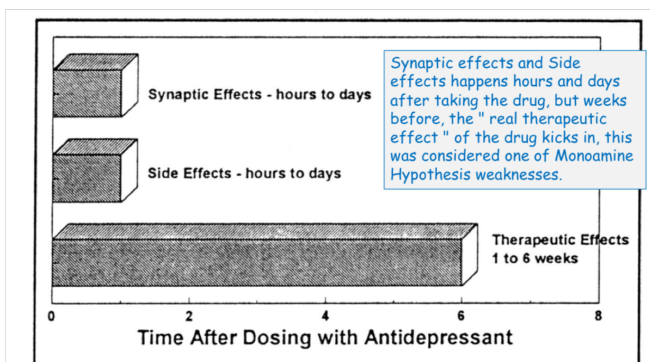 Synaptic effects and Side
effects happens hours and days
after taking the drug, but weeks
before, the " real therapeutic
effect " of the drug kicks in, this
was considered one of Monoamine
Hypothesis weaknesses.
Synaptic Effects - hours to days
Side Effects - hours to days
Therapeutic Effects
1 to 6 weeks
0 2 4 6 8
Time After Dosing with Antidepressant